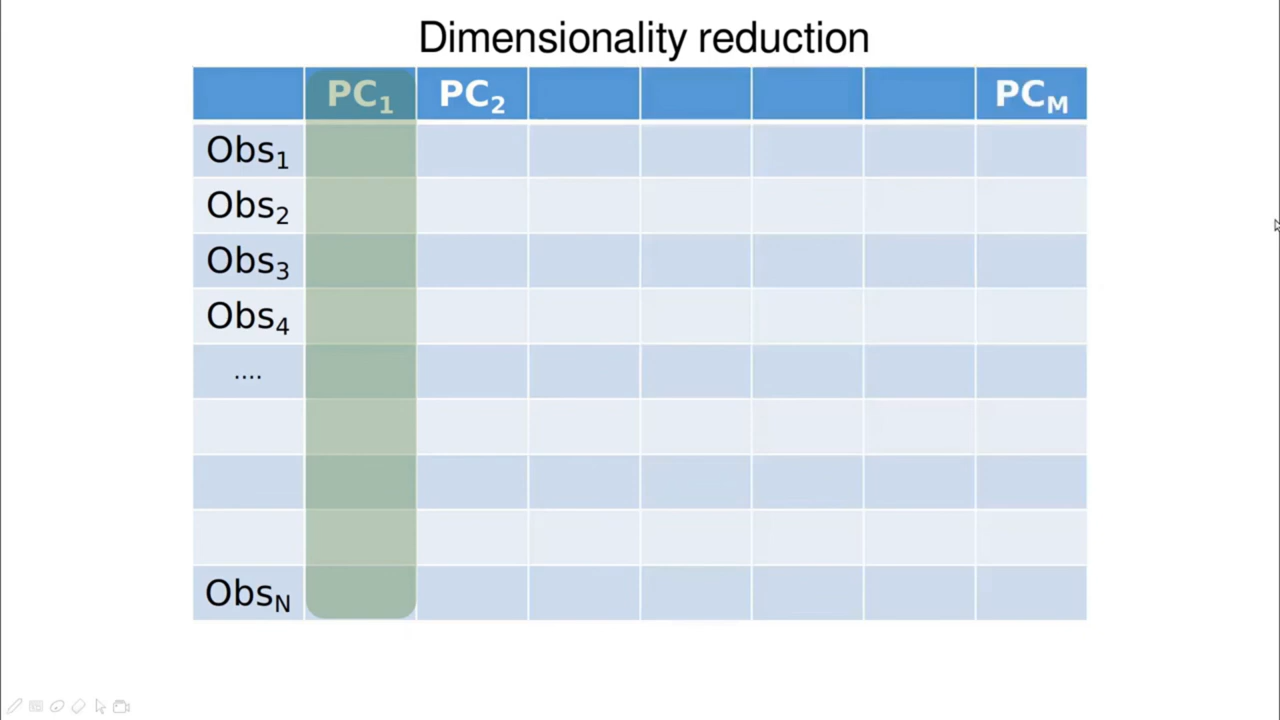 Dimensionality reduction
PC₁ PC₂ PC_M
Obs₁
Obs₂
Obs₃
Obs₄
....
Obs_N